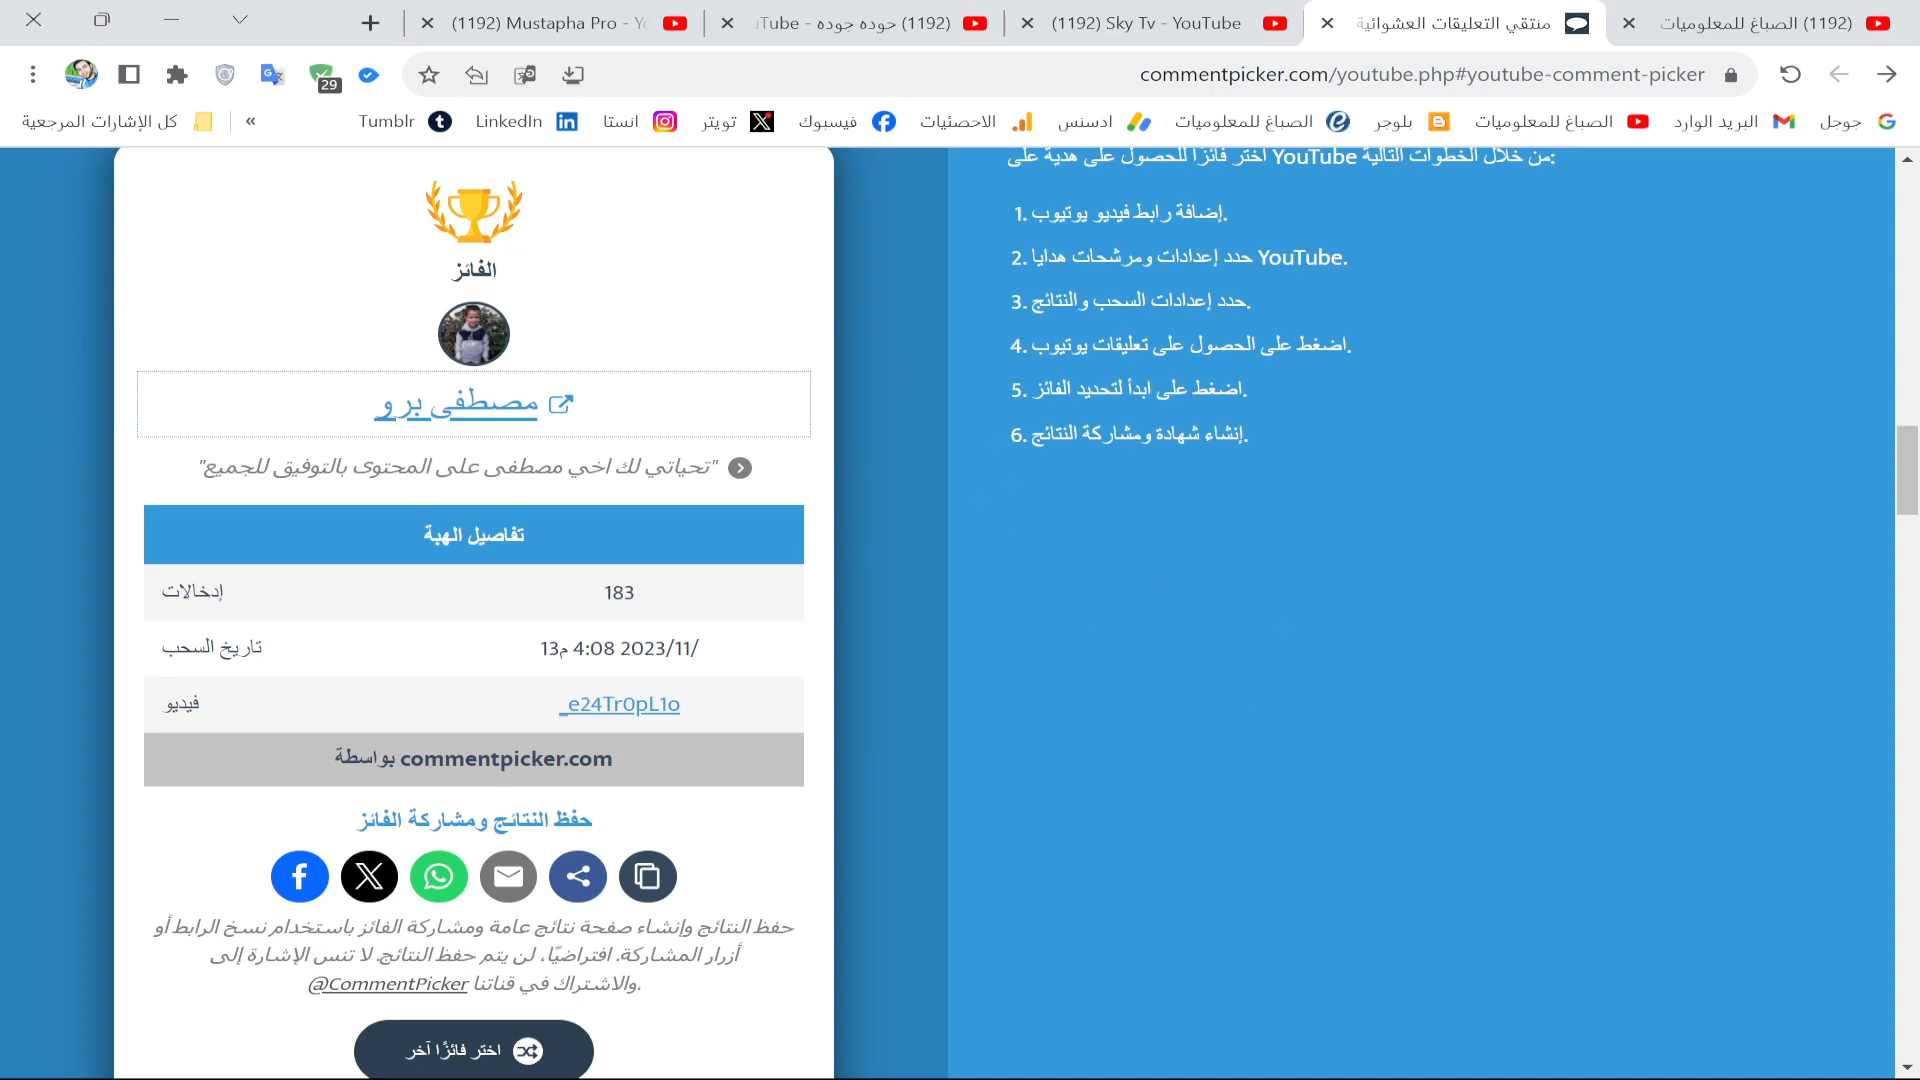 (1192) الصباغ للمعلوميات
منتقي التعليقات العشوائية
(1192) Sky Tv - YouTube
(1192) حوده جوده - YouTube
(1192) Mustapha Pro - Yo
commentpicker.com/youtube.php#youtube-comment-picker
29
جوجل
البريد الوارد
الصباغ للمعلوميات
بلوجر
الصباغ للمعلوميات
ادسنس
الاحصئيات
فيسبوك
تويتر
انستا
LinkedIn
Tumblr
»
كل الإشارات المرجعية
اختر فائزًا للحصول على هدية على YouTube من خلال الخطوات التالية:
1. إضافة رابط فيديو يوتيوب.
2. حدد إعدادات ومرشحات هدايا YouTube.
3. حدد إعدادات السحب والنتائج.
4. اضغط على الحصول على تعليقات يوتيوب.
5. اضغط على ابدأ لتحديد الفائز.
6. إنشاء شهادة ومشاركة النتائج.
الفائز
مصطفى برو
"تحياتي لك اخي مصطفى على المحتوى بالتوفيق للجميع"
تفاصيل الهبة
إدخالات 183
تاريخ السحب 13/11/2023 4:08 م
فيديو _e24Tr0pL1o
بواسطة commentpicker.com
حفظ النتائج ومشاركة الفائز
حفظ النتائج وإنشاء صفحة نتائج عامة ومشاركة الفائز باستخدام نسخ الرابط أو
أزرار المشاركة. افتراضيًا، لن يتم حفظ النتائج. لا تنس الإشارة إلى
@CommentPicker والاشتراك في قناتنا.
اختر فائزًا آخر